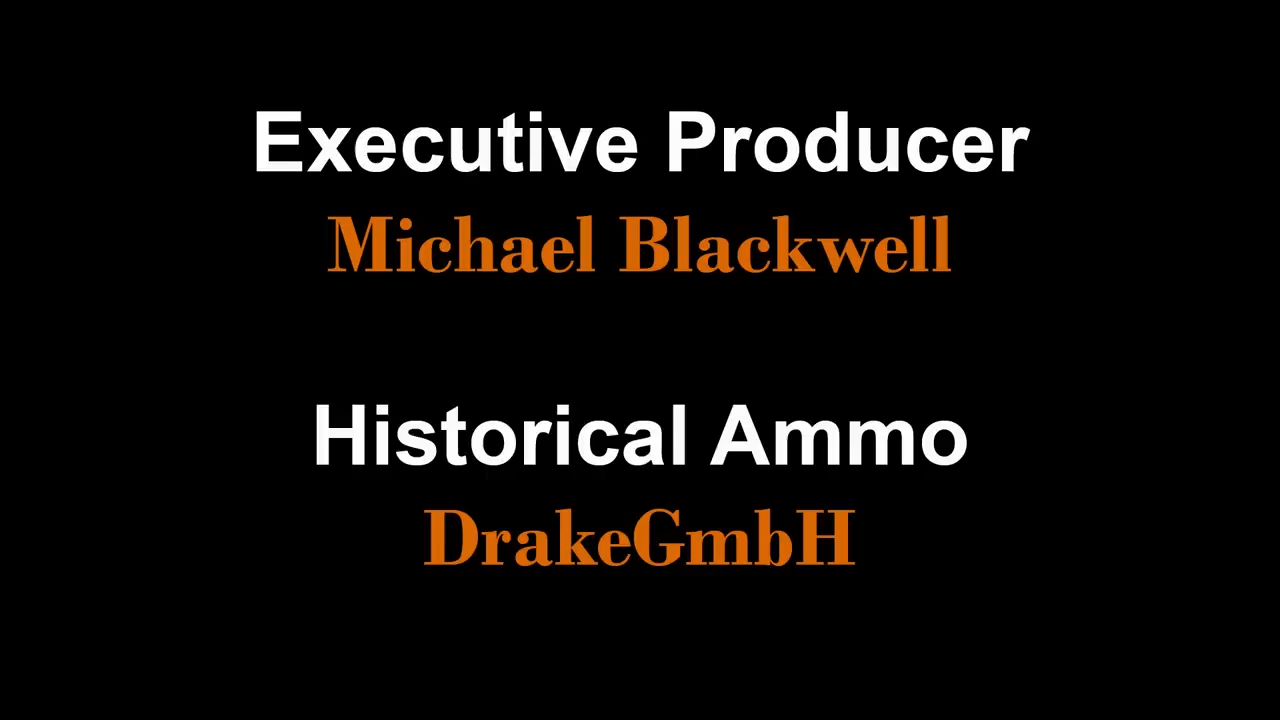 Executive Producer
Michael Blackwell
Historical Ammo
DrakeGmbH